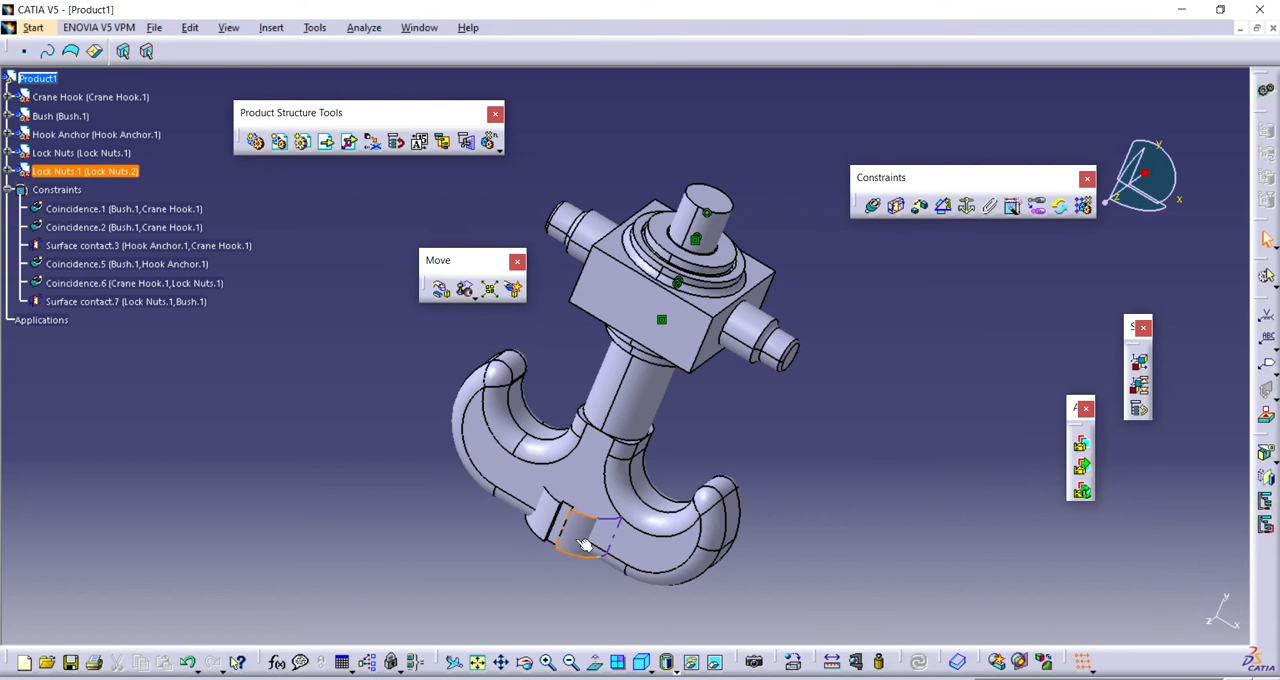 CATIA V5 - [Product1]
Start ENOVIA V5 VPM File Edit View Insert Tools Analyze Window Help
Product1
Crane Hook (Crane Hook.1)
Bush (Bush.1)
Hook Anchor (Hook Anchor.1)
Lock Nuts (Lock Nuts.1)
Lock Nuts.1 (Lock Nuts.2)
Constraints
Coincidence.1 (Bush.1,Crane Hook.1)
Coincidence.2 (Bush.1,Crane Hook.1)
Surface contact.3 (Hook Anchor.1,Crane Hook.1)
Coincidence.5 (Bush.1,Hook Anchor.1)
Coincidence.6 (Crane Hook.1,Lock Nuts.1)
Surface contact.7 (Lock Nuts.1,Bush.1)
Applications
Product Structure Tools
Move
Constraints
y
x
z
y
z
x
f(x)
ABC
CATIA